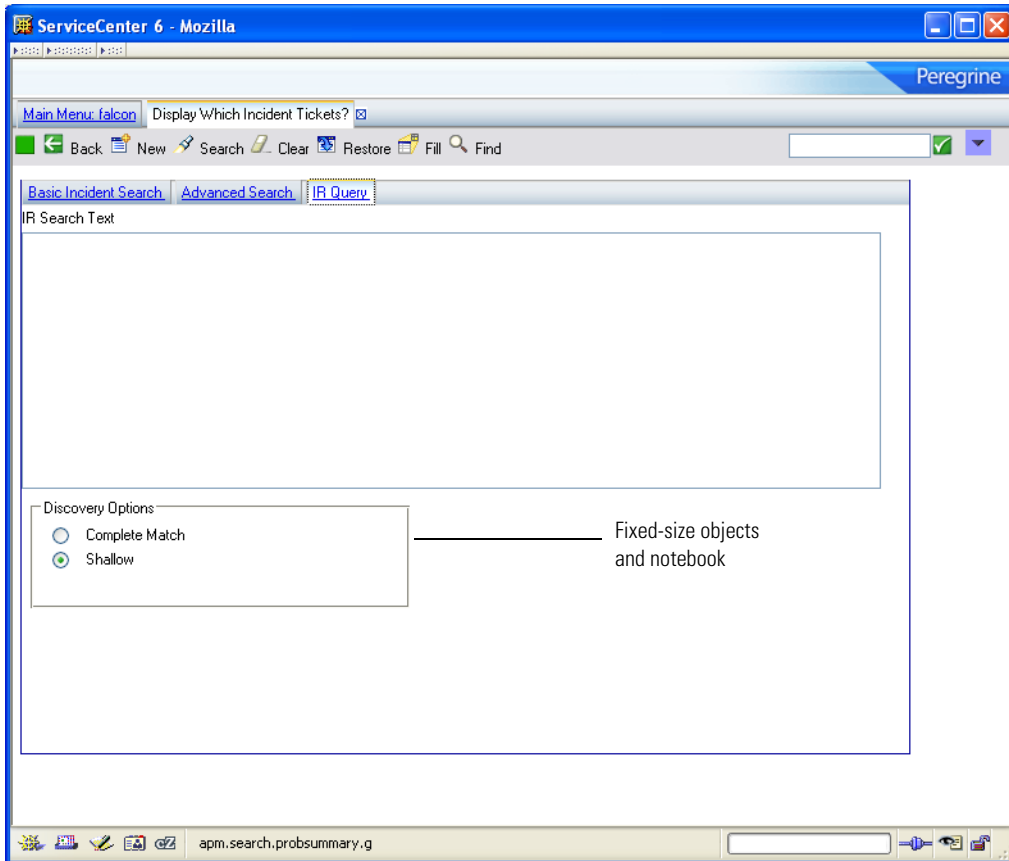 ServiceCenter 6 - Mozilla
Peregrine
Main Menu: falcon Display Which Incident Tickets?
Back New Search Clear Restore Fill Find
Basic Incident Search Advanced Search IR Query
IR Search Text
Discovery Options
Complete Match
Shallow
Fixed-size objects
and notebook
apm.search.probsummary.g